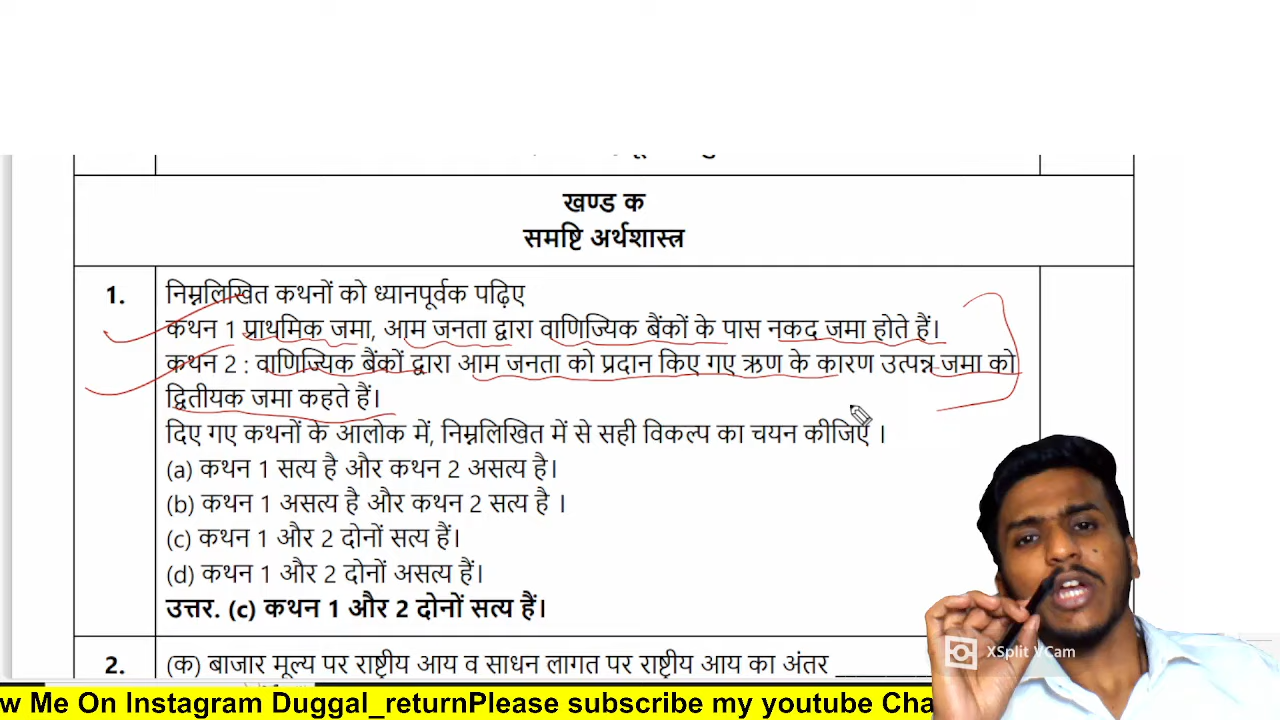 खण्ड क
समष्टि अर्थशास्त्र
1.
निम्नलिखित कथनों को ध्यानपूर्वक पढ़िए
कथन 1 प्राथमिक जमा, आम जनता द्वारा वाणिज्यिक बैंकों के पास नकद जमा होते हैं।
कथन 2 : वाणिज्यिक बैंकों द्वारा आम जनता को प्रदान किए गए ऋण के कारण उत्पन्न जमा को
द्वितीयक जमा कहते हैं।
दिए गए कथनों के आलोक में, निम्नलिखित में से सही विकल्प का चयन कीजिए ।
(a) कथन 1 सत्य है और कथन 2 असत्य है।
(b) कथन 1 असत्य है और कथन 2 सत्य है ।
(c) कथन 1 और 2 दोनों सत्य हैं।
(d) कथन 1 और 2 दोनों असत्य हैं।
उत्तर. (c) कथन 1 और 2 दोनों सत्य हैं।
2.
(क) बाजार मूल्य पर राष्ट्रीय आय व साधन लागत पर राष्ट्रीय आय का अंतर
XSplit VCam
w Me On Instagram Duggal_returnPlease subscribe my youtube Cha